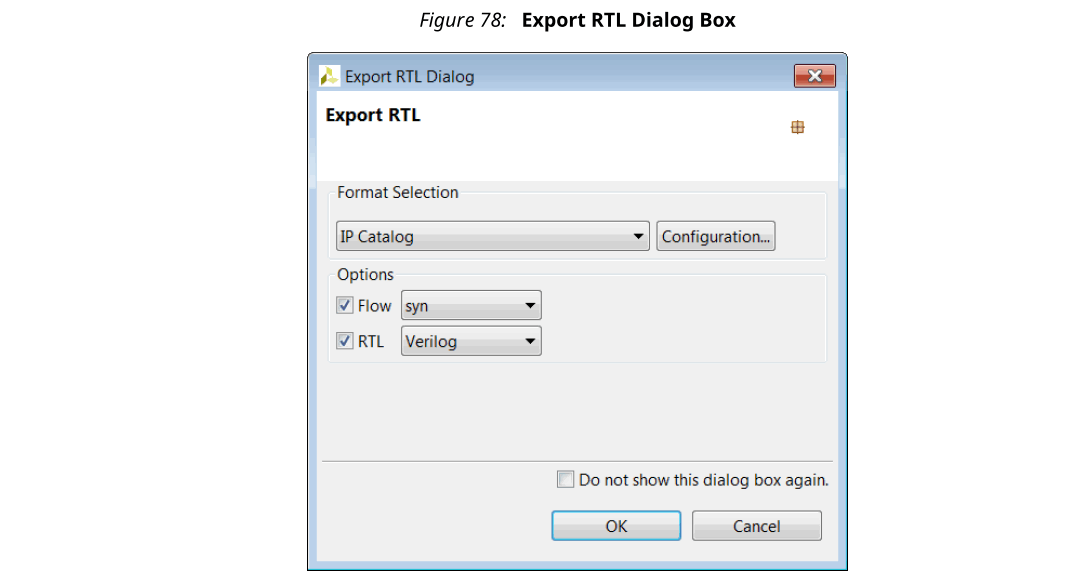 Figure 78: Export RTL Dialog Box
Export RTL Dialog
Export RTL
Format Selection
IP Catalog Configuration...
Options
Flow syn
RTL Verilog
Do not show this dialog box again.
OK Cancel